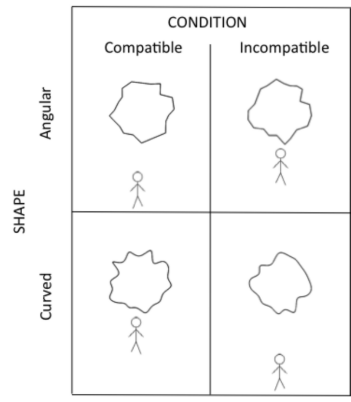 CONDITION
Compatible Incompatible
Angular
SHAPE
Curved